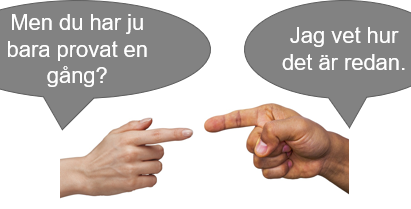 Men du har ju
bara provat en
gång?
Jag vet hur
det är redan.